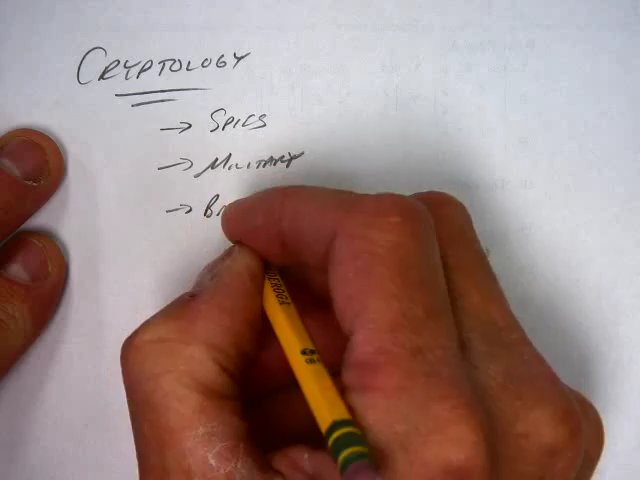 CRYPTOLOGY
→ SPIES
→ MILITARY
→ B